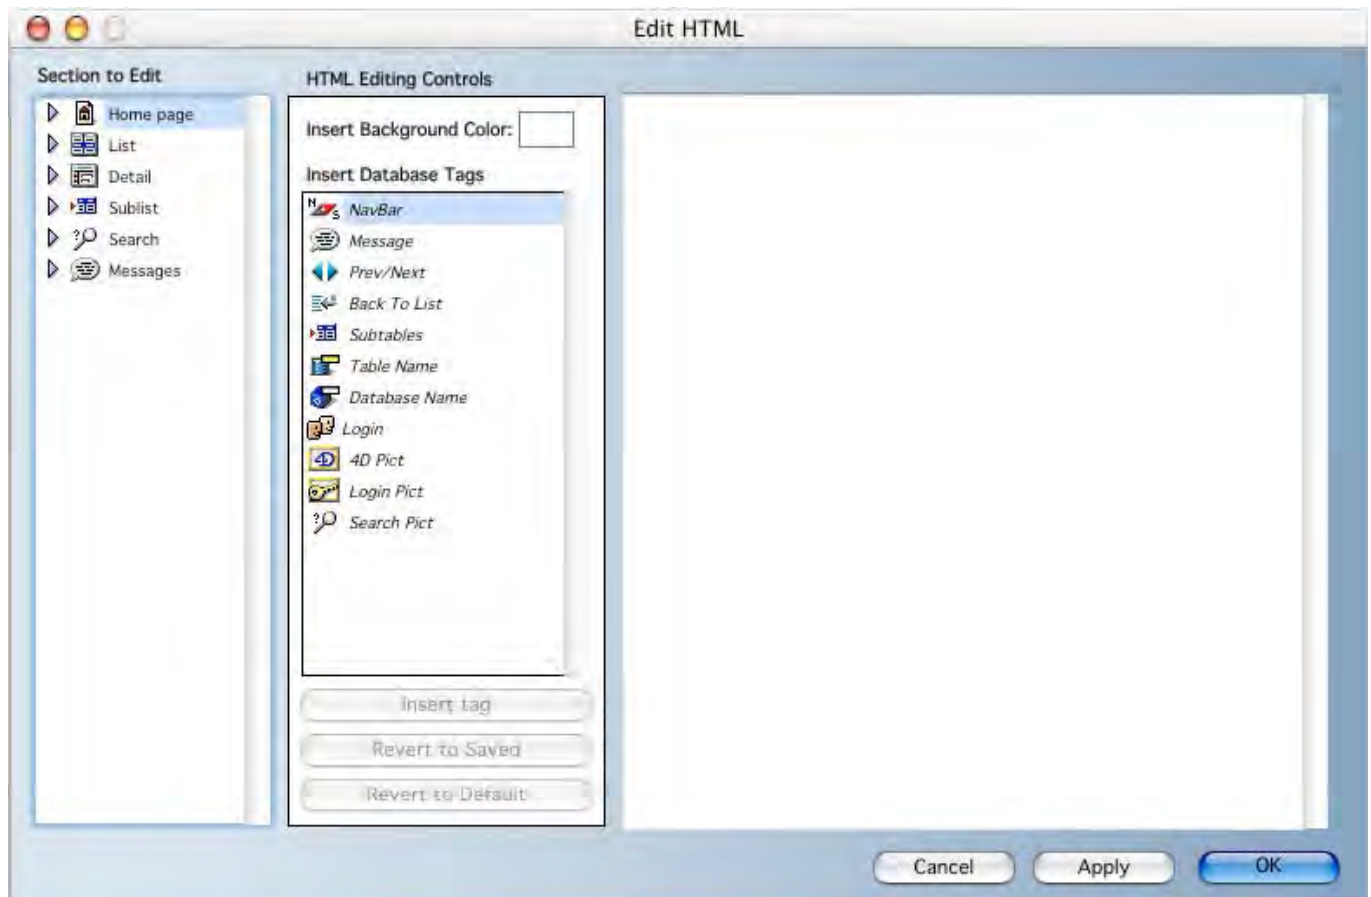 Edit HTML
Section to Edit
Home page
List
Detail
Sublist
Search
Messages
HTML Editing Controls
Insert Background Color:
Insert Database Tags
NavBar
Message
Prev/Next
Back To List
Subtables
Table Name
Database Name
Login
4D Pict
Login Pict
Search Pict
Insert tag
Revert to Saved
Revert to Default
Cancel
Apply
OK